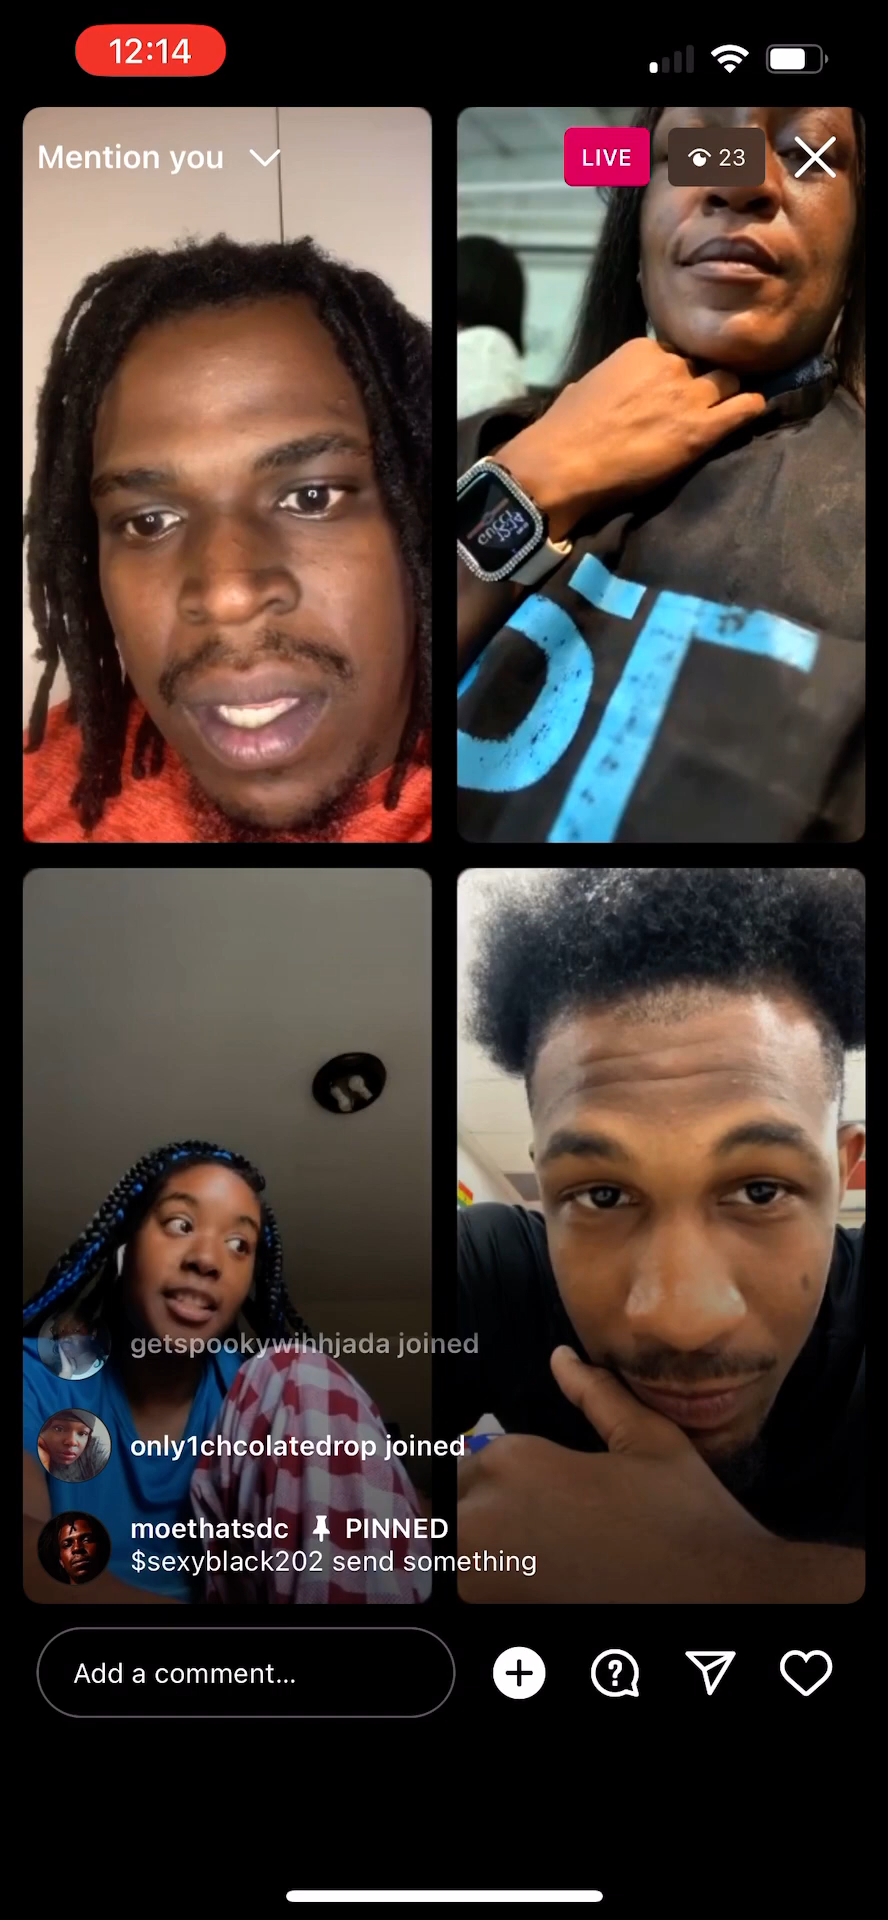 12:14
Mention you
LIVE
23
getspookywihhjada joined
only1chcolatedrop joined
moethatsdc PINNED
$sexyblack202 send something
Add a comment...